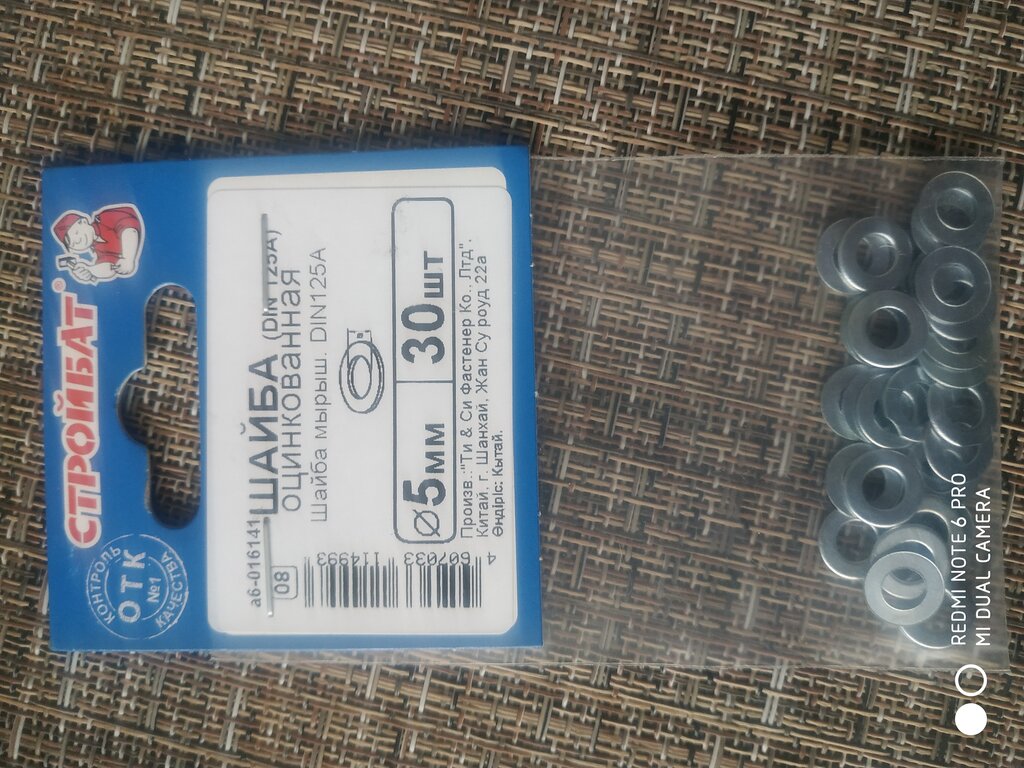 СТРОЙБАТ®
КОНТРОЛЬ
ОТК
№1
КАЧЕСТВА
а6-016141
08
ШАЙБА (DIN 125A)
оцинкованная
Шайба мырыш. DIN125A
⌀5мм 30шт
Произв.:"Ти & Си Фастенер Ко., Лтд".
Китай, г. Шанхай, Жан Су роуд 22а
Өндіріс: Қытай.
4 607033 114993
REDMI NOTE 6 PRO
MI DUAL CAMERA